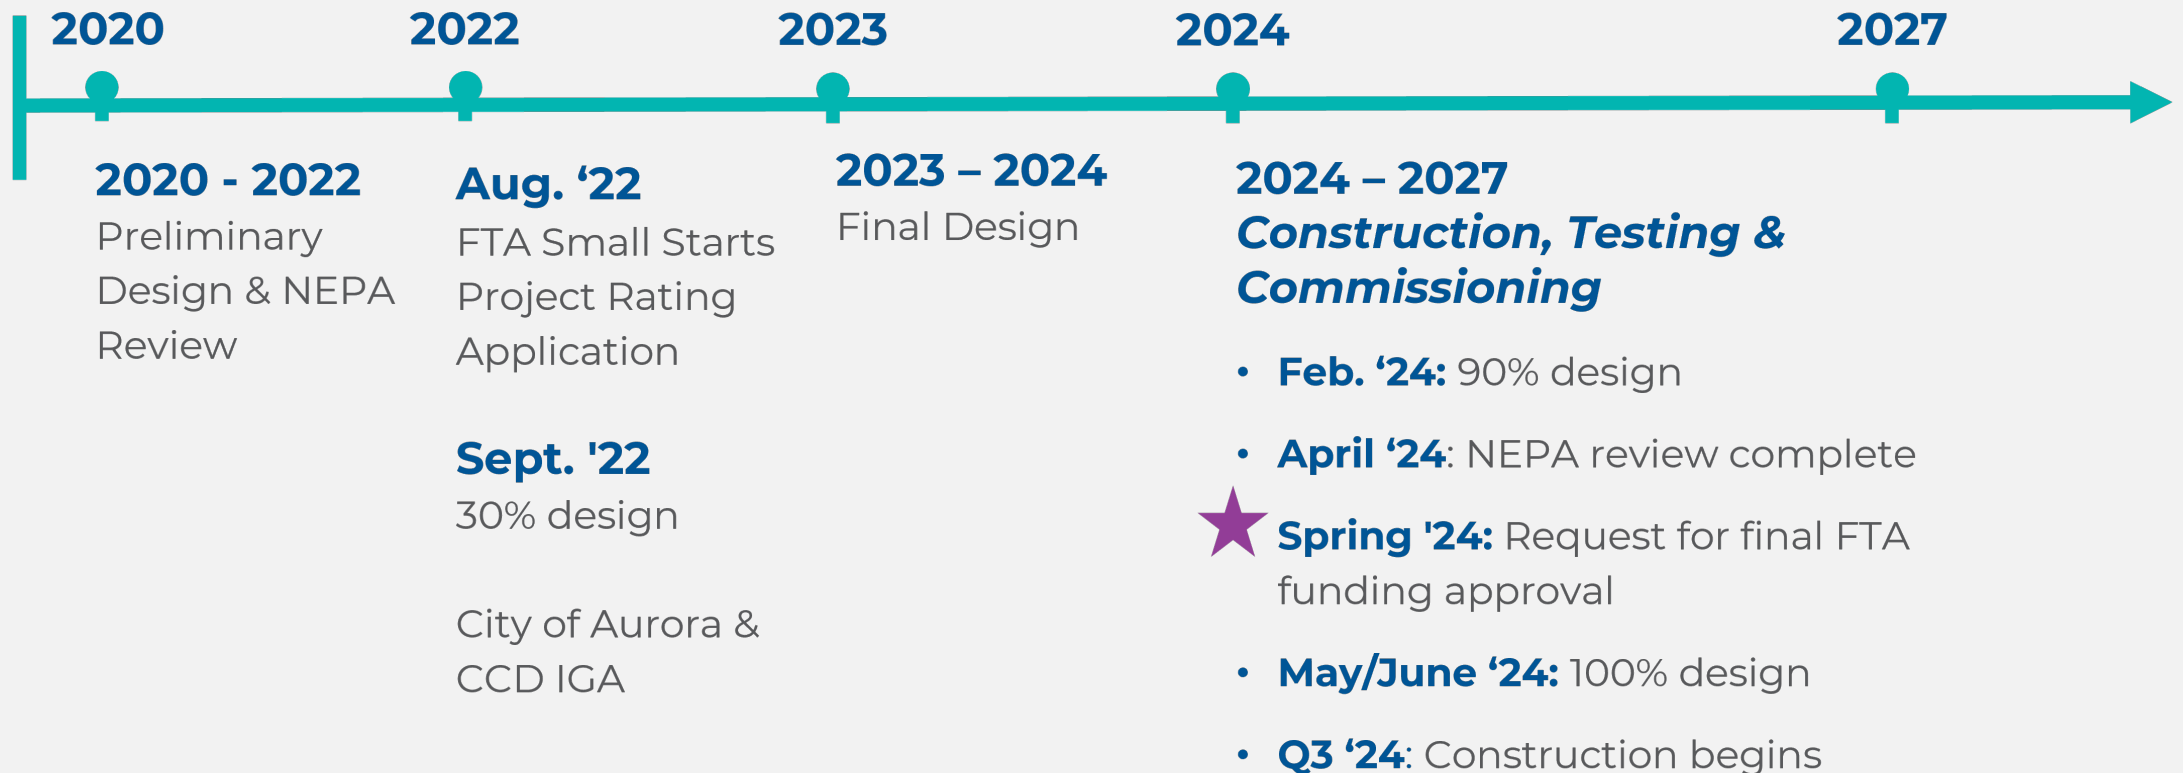 2020
2022
2023
2024
2027
2020 - 2022
Preliminary
Design & NEPA
Review
Aug. ‘22
FTA Small Starts
Project Rating
Application
Sept. '22
30% design
City of Aurora &
CCD IGA
2023 – 2024
Final Design
2024 – 2027
Construction, Testing &
Commissioning
• Feb. ‘24: 90% design
• April ‘24: NEPA review complete
Spring '24: Request for final FTA
funding approval
• May/June ‘24: 100% design
• Q3 ‘24: Construction begins